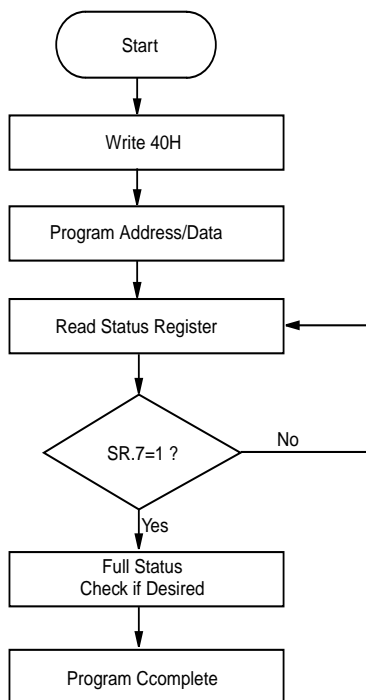 Start
Write 40H
Program Address/Data
Read Status Register
SR.7=1 ?
No
Yes
Full Status
Check if Desired
Program Ccomplete